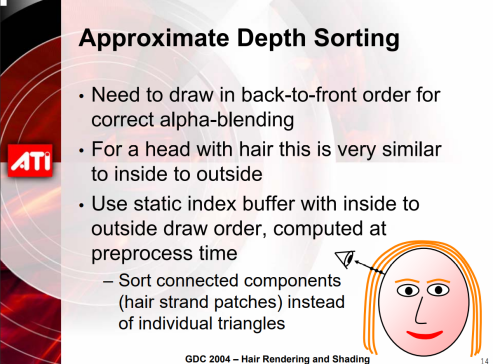 Approximate Depth Sorting
• Need to draw in back-to-front order for
correct alpha-blending
• For a head with hair this is very similar
to inside to outside
ATI
• Use static index buffer with inside to
outside draw order, computed at
preprocess time
– Sort connected components
(hair strand patches) instead
of individual triangles
GDC 2004 – Hair Rendering and Shading
14